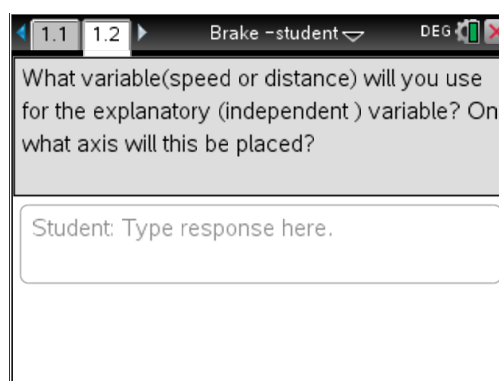 1.1 1.2 Brake -student DEG
What variable(speed or distance) will you use
for the explanatory (independent ) variable? On
what axis will this be placed?
Student: Type response here.